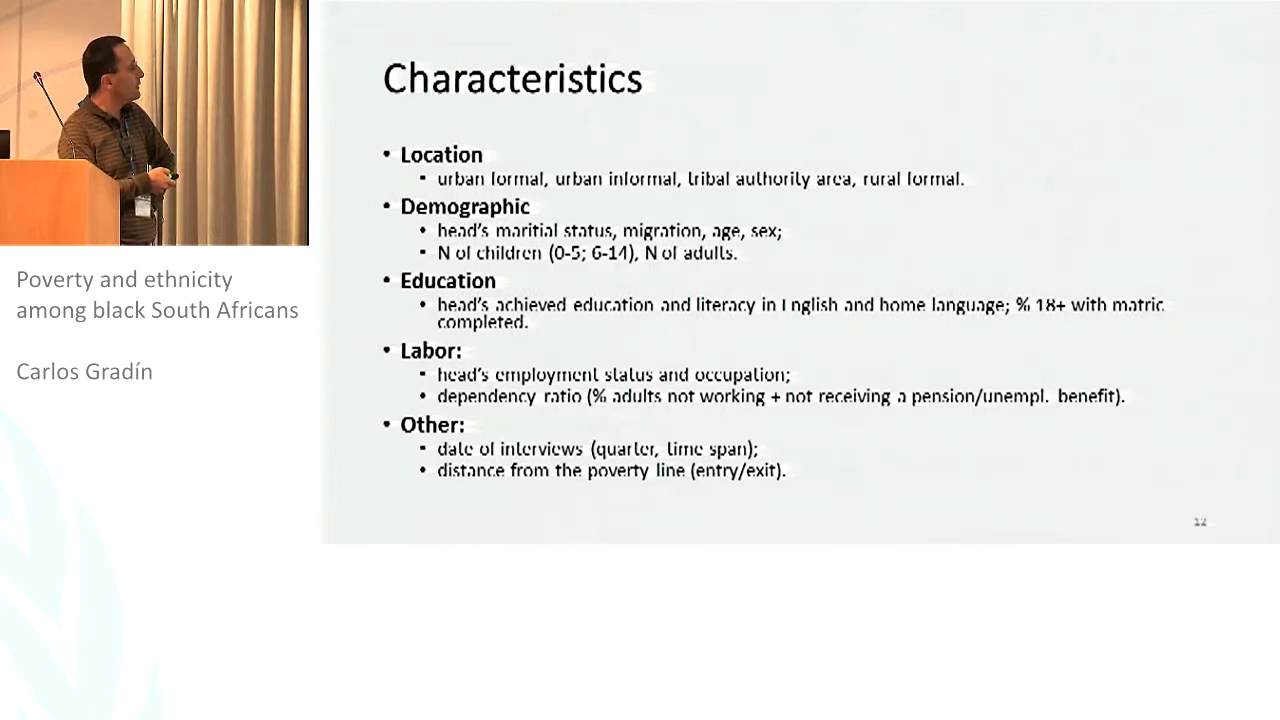 Characteristics
• Location
• urban formal, urban informal, tribal authority area, rural formal.
• Demographic
• head's maritial status, migration, age, sex;
• N of children (0-5; 6-14), N of adults.
• Education
• head's achieved education and literacy in English and home language; % 18+ with matric
completed.
• Labor:
• head's employment status and occupation;
• dependency ratio (% adults not working + not receiving a pension/unempl. benefit).
• Other:
• date of interviews (quarter, time span);
• distance from the poverty line (entry/exit).
12
Poverty and ethnicity
among black South Africans
Carlos Gradín